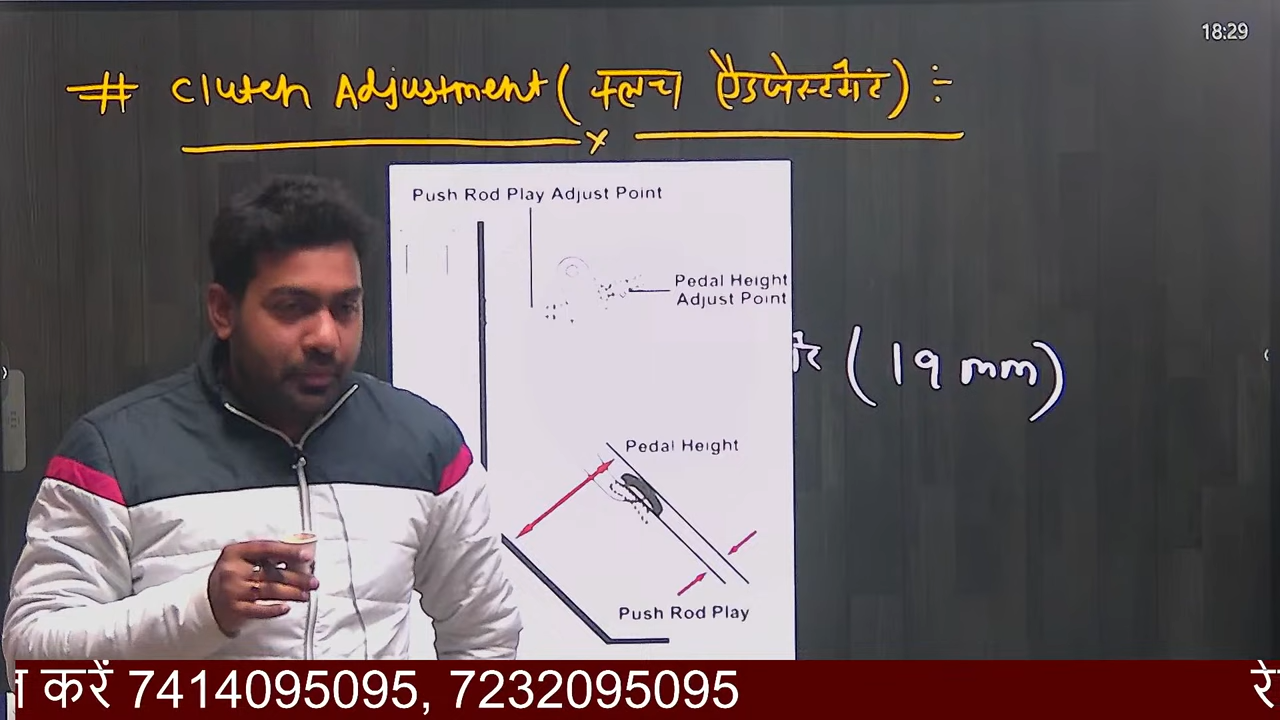 18:29
# Clutch Adjustment (क्लच ऐडजेस्टमेंट) :-
Push Rod Play Adjust Point
Pedal Height
Adjust Point
(19 mm)
Pedal Height
Push Rod Play
करें 7414095095, 7232095095